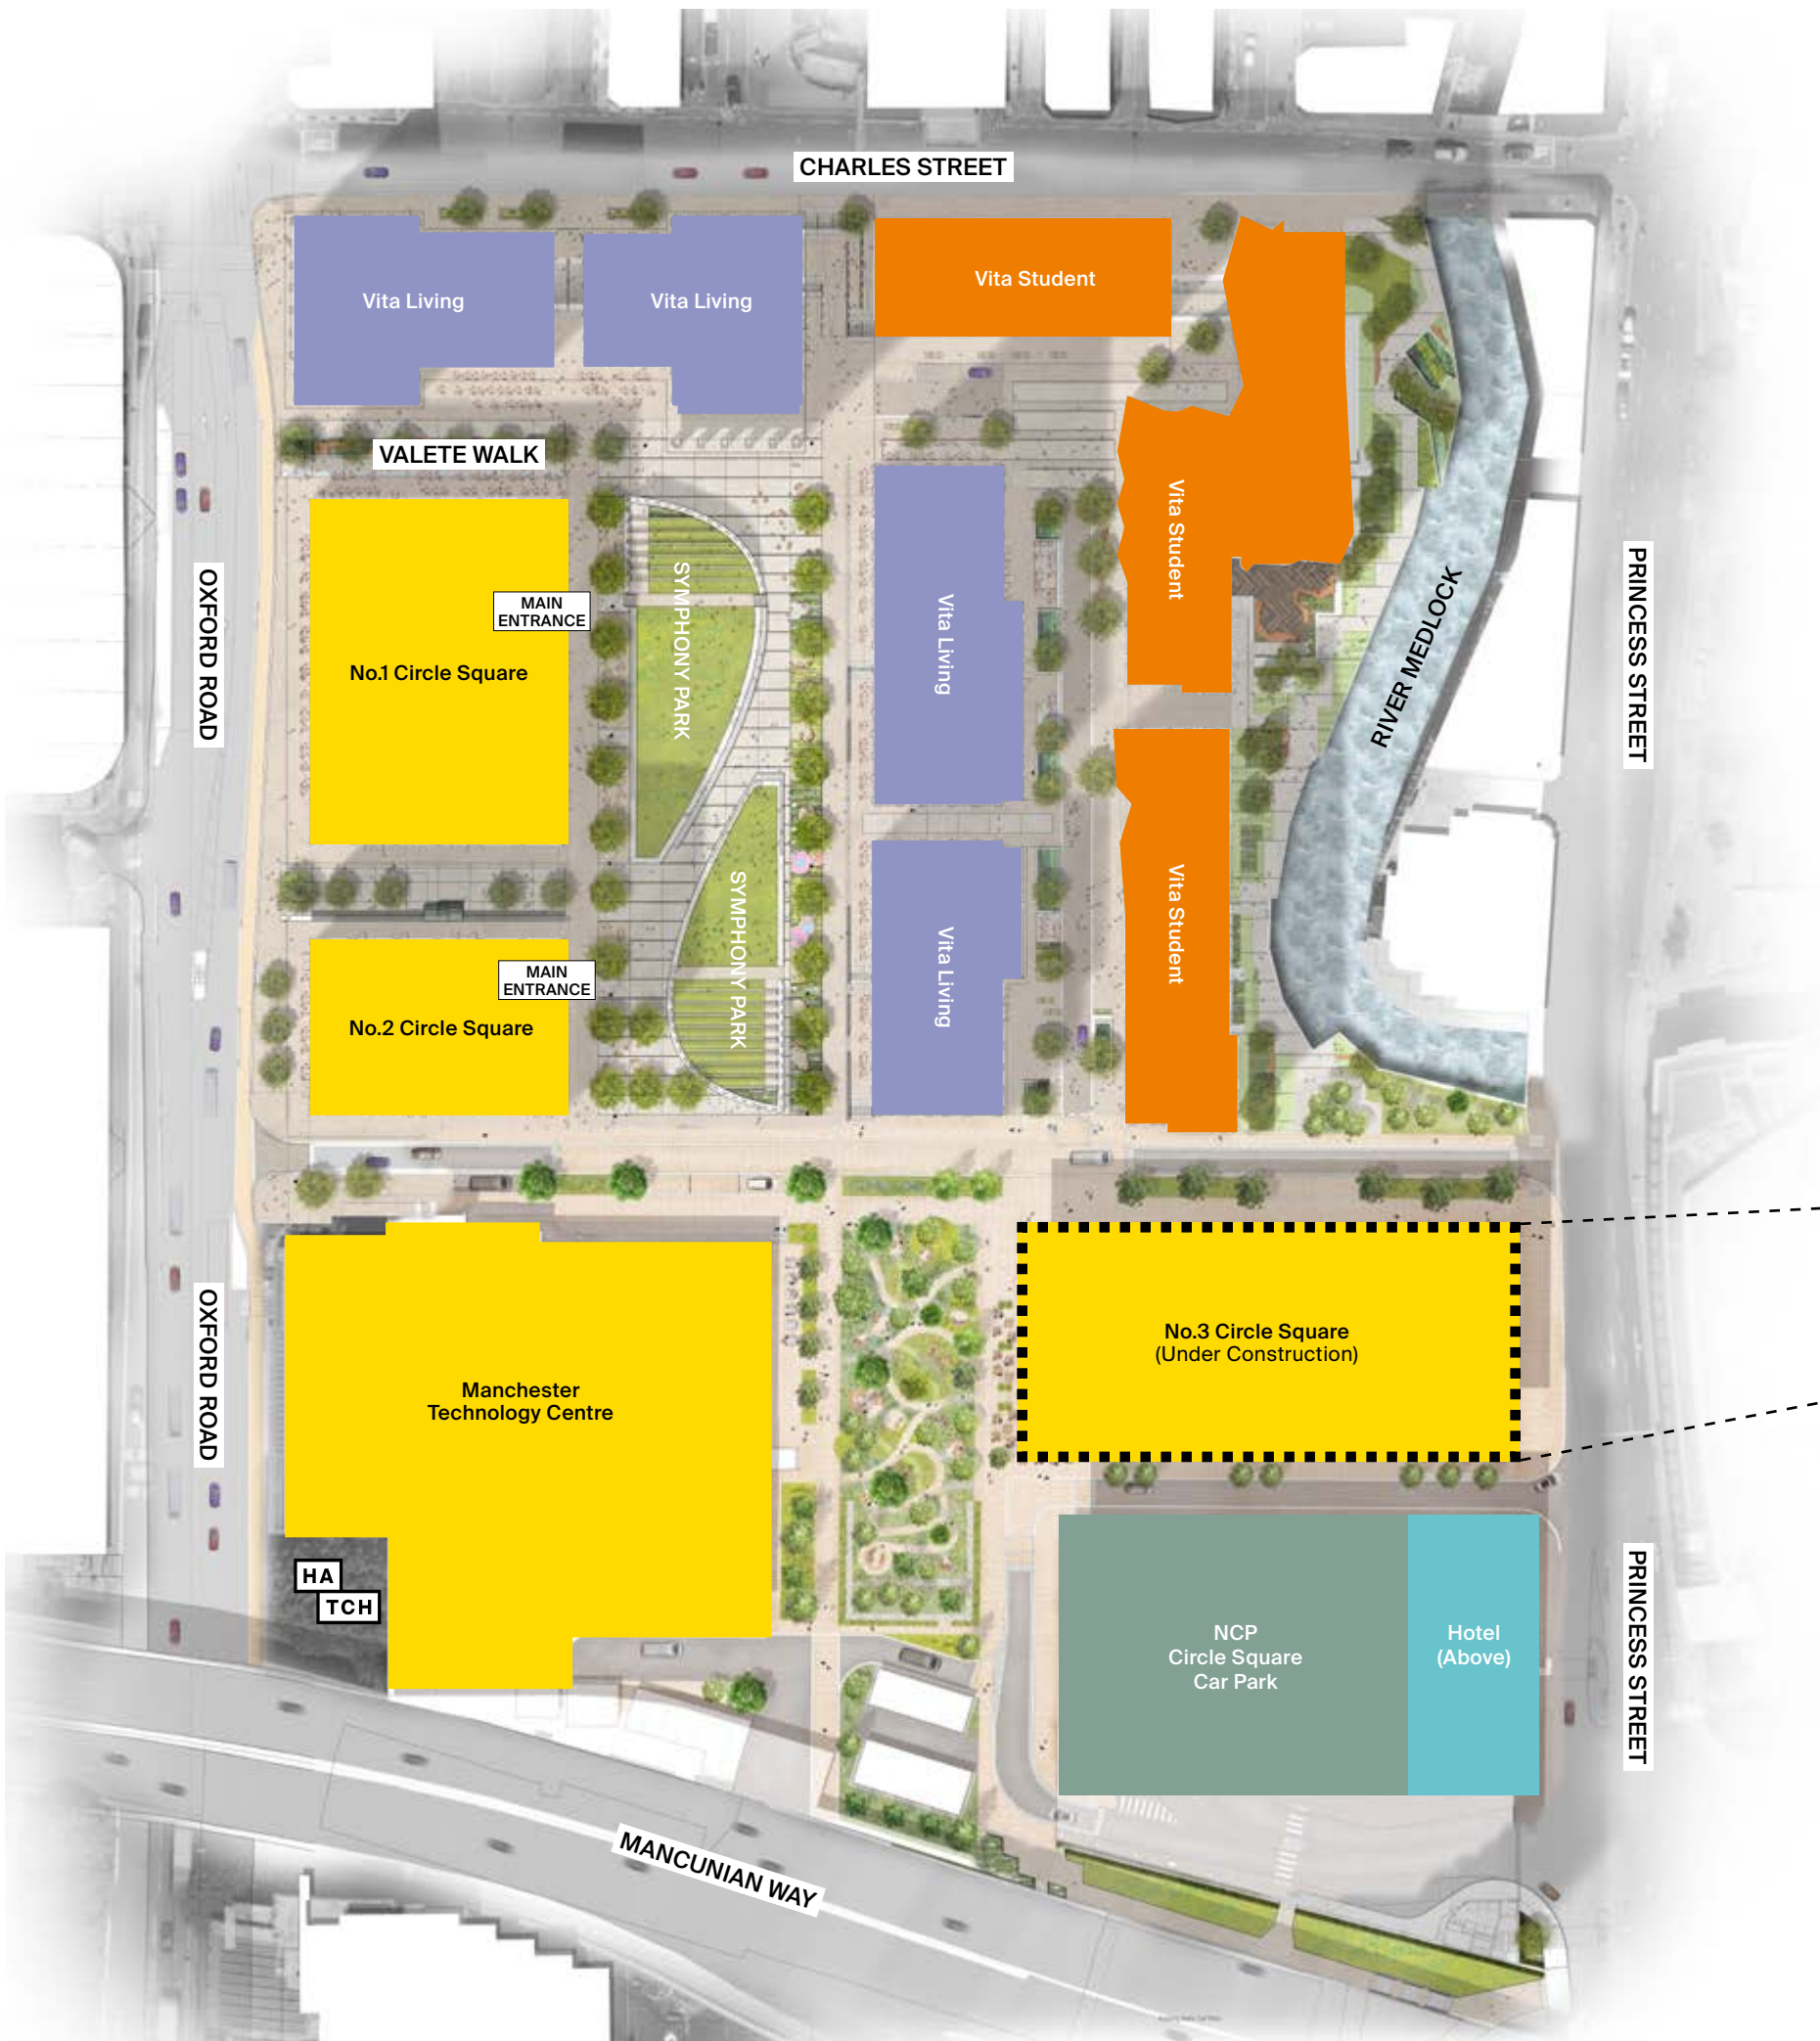 CHARLES STREET
Vita Living
Vita Living
Vita Student
VALETE WALK
OXFORD ROAD
No.1 Circle Square
MAIN
ENTRANCE
SYMPHONY PARK
Vita Living
Vita Student
RIVER MEDLOCK
PRINCESS STREET
No.2 Circle Square
MAIN
ENTRANCE
SYMPHONY PARK
Vita Living
Vita Student
OXFORD ROAD
Manchester
Technology Centre
No.3 Circle Square
(Under Construction)
HA
TCH
NCP
Circle Square
Car Park
Hotel
(Above)
PRINCESS STREET
MANCUNIAN WAY